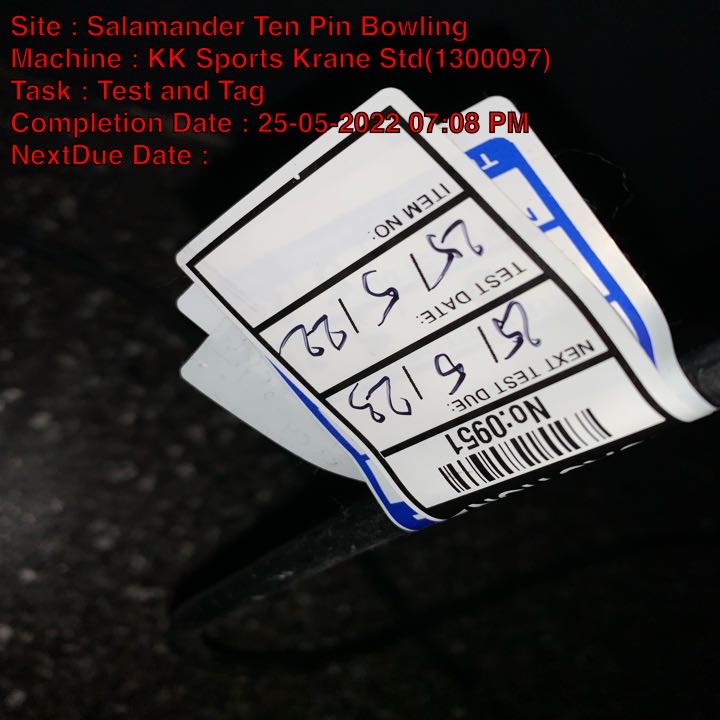 Site : Salamander Ten Pin Bowling
Machine : KK Sports Krane Std(1300097)
Task : Test and Tag
Completion Date : 25-05-2022 07:08 PM
NextDue Date :
ITEM NO:
TEST DATE:
25/5/22
NEXT TEST DUE:
25/5/23
No:0951